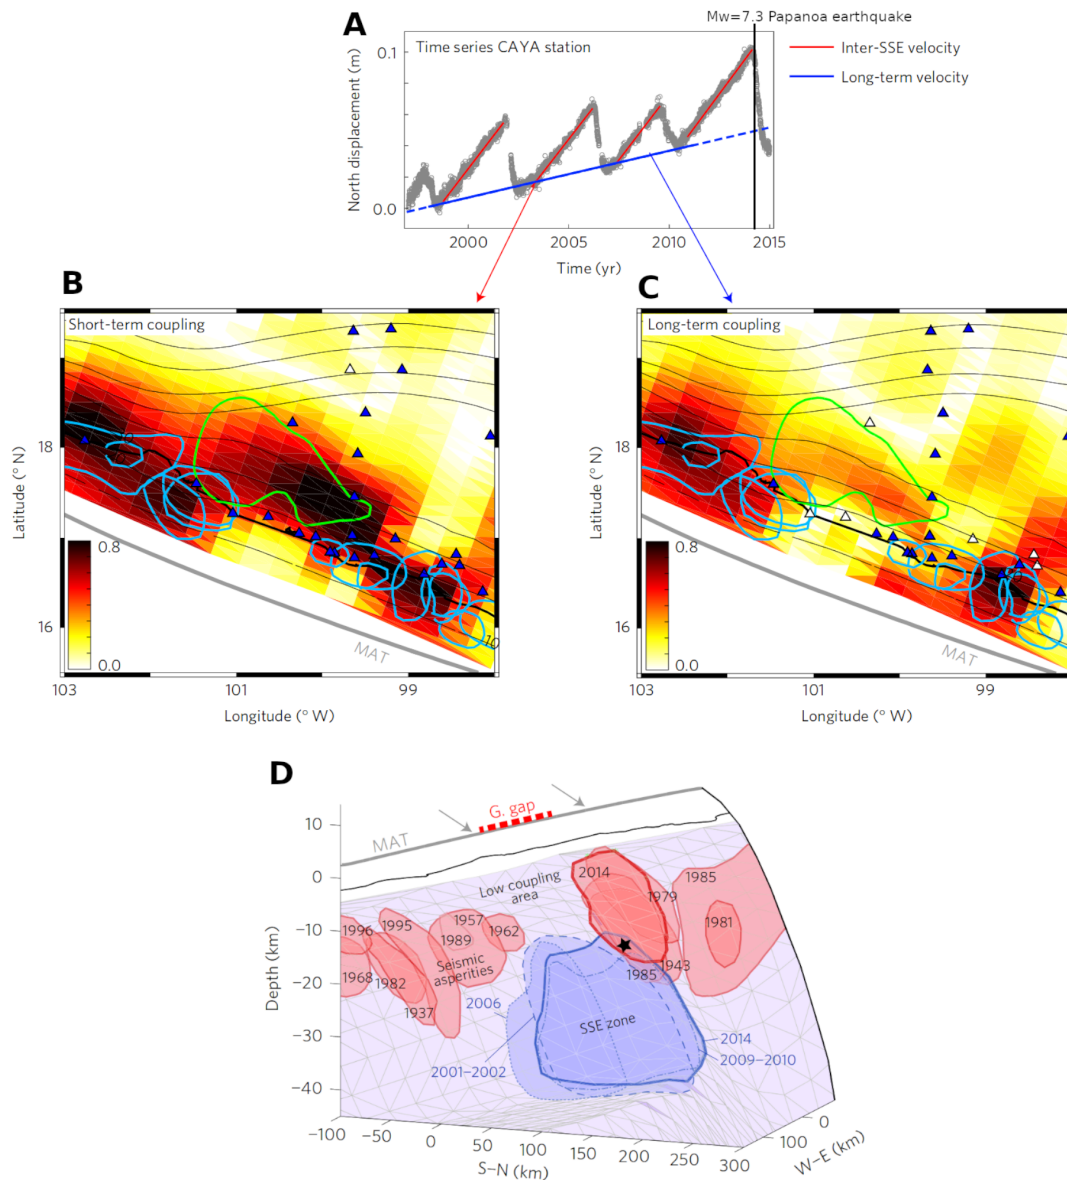 A
Mw=7.3 Papanoa earthquake
Time series CAYA station
Inter-SSE velocity
Long-term velocity
North displacement (m)
0.1
0.0
2000
2005
2010
2015
Time (yr)
B
Short-term coupling
Latitude (° N)
18
16
0.8
0.0
MAT
10
103
101
99
Longitude (° W)
C
Long-term coupling
Latitude (° N)
18
16
0.8
0.0
MAT
103
101
99
Longitude (° W)
D
MAT
G. gap
Low coupling
area
2014
1979
1985
1981
1996
1995
1957
1989
1962
Seismic
asperities
1968
1982
1937
1985
1943
2006
SSE zone
2001–2002
2014
2009–2010
Depth (km)
10
0
−10
−20
−30
−40
−100
−50
0
50
100
150
200
250
300
S–N (km)
0
100
W–E (km)